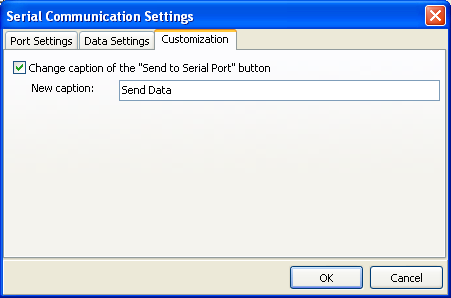 Serial Communication Settings
Port Settings Data Settings Customization
Change caption of the "Send to Serial Port" button
New caption: Send Data
OK Cancel